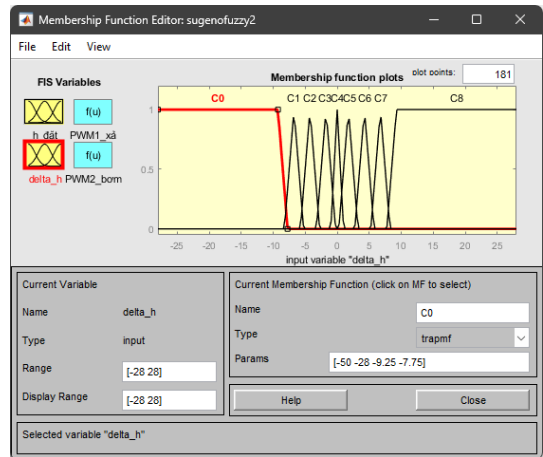 Membership Function Editor: sugenofuzzy2
File Edit View
FIS Variables
Membership function plots plot points: 181
C0 C1 C2 C3 C4 C5 C6 C7 C8
f(u)
h_đặt PWM1_xả
f(u)
delta_h PWM2_bơm
1
0.5
0
-25 -20 -15 -10 -5 0 5 10 15 20 25
input variable "delta_h"
Current Variable
Name delta_h
Type input
Range [-28 28]
Display Range [-28 28]
Current Membership Function (click on MF to select)
Name C0
Type trapmf
Params [-50 -28 -9.25 -7.75]
Help Close
Selected variable "delta_h"